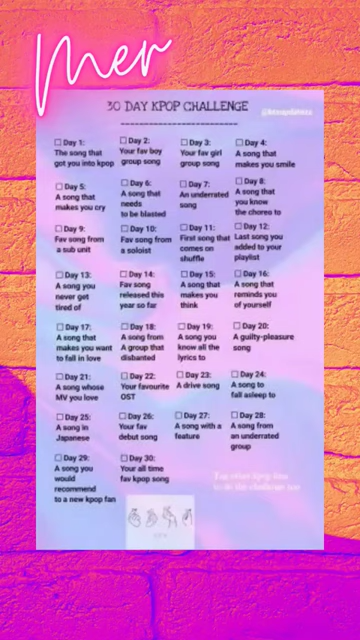 Mer
30 DAY KPOP CHALLENGE
☐ Day 1:
The song that
got you into kpop
☐ Day 2:
Your fav boy
group song
☐ Day 3:
Your fav girl
group song
☐ Day 4:
A song that
makes you smile
☐ Day 5:
A song that
makes you cry
☐ Day 6:
A song that
needs
to be blasted
☐ Day 7:
An underrated
song
☐ Day 8:
A song that
you know
the choreo to
☐ Day 9:
Fav song from
a sub unit
☐ Day 10:
Fav song from
a soloist
☐ Day 11:
First song that
comes on
shuffle
☐ Day 12:
Last song you
added to your
playlist
☐ Day 13:
A song you
never get
tired of
☐ Day 14:
Fav song
released this
year so far
☐ Day 15:
A song that
makes you
think
☐ Day 16:
A song that
reminds you
of yourself
☐ Day 17:
A song that
makes you want
to fall in love
☐ Day 18:
A song from
A group that
disbanted
☐ Day 19:
A song you
know all the
lyrics to
☐ Day 20:
A guilty-pleasure
song
☐ Day 21:
A song whose
MV you love
☐ Day 22:
Your favourite
OST
☐ Day 23:
A drive song
☐ Day 24:
A song to
fall asleep to
☐ Day 25:
A song in
Japanese
☐ Day 26:
Your fav
debut song
☐ Day 27:
A song with a
feature
☐ Day 28:
A song from
an underrated
group
☐ Day 29:
A song you
would
recommend
to a new kpop fan
☐ Day 30:
Your all time
fav kpop song
Tag other kpop fans
to do the challenge too